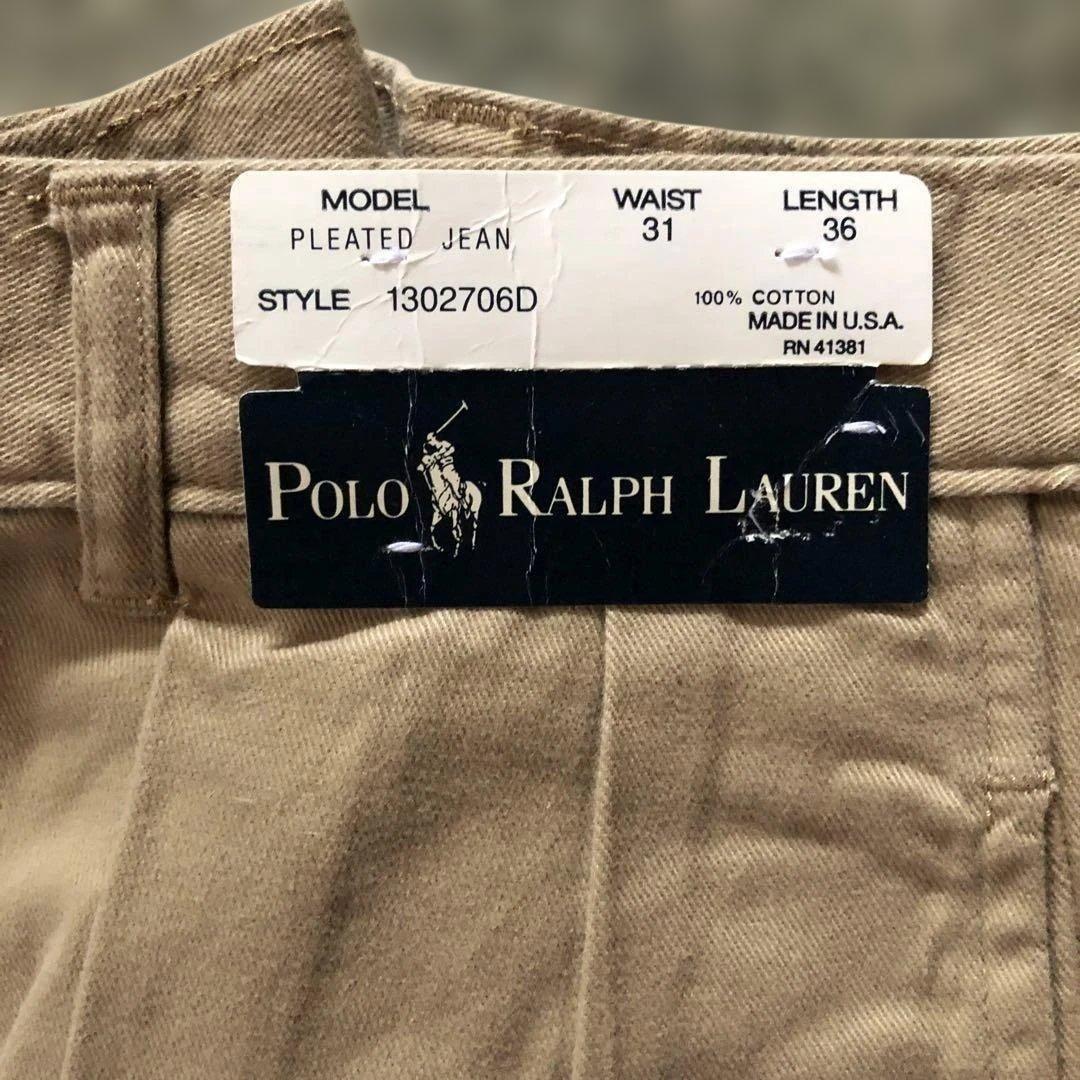 MODEL WAIST LENGTH
PLEATED JEAN 31 36
STYLE 1302706D 100% COTTON
MADE IN U.S.A.
RN 41381
POLO RALPH LAUREN